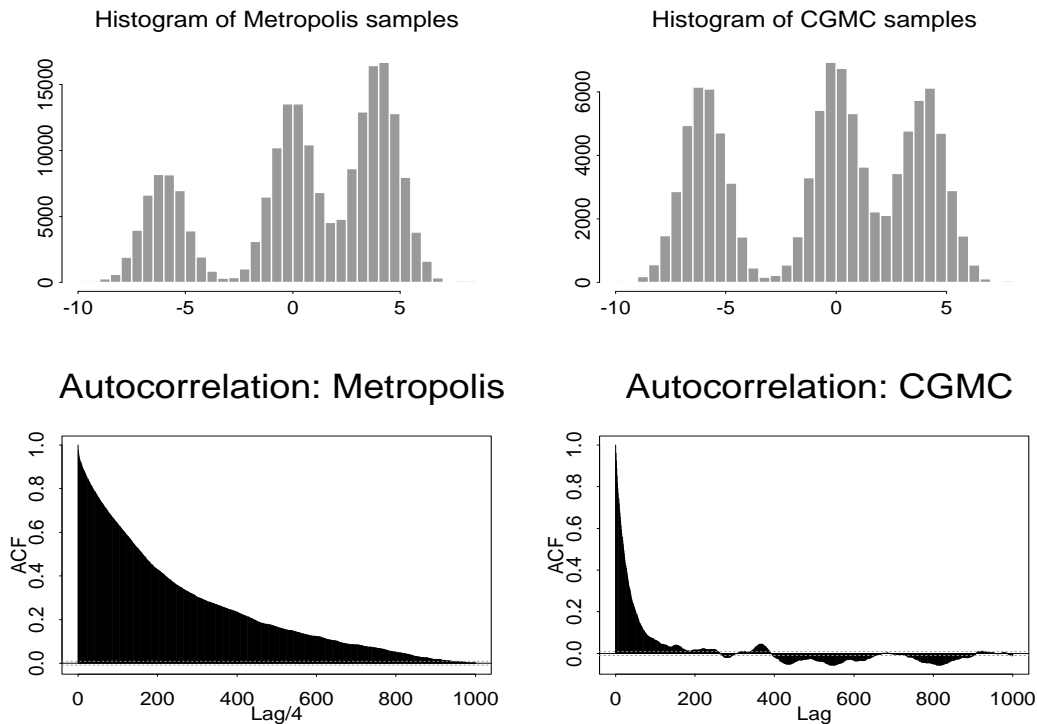 Histogram of Metropolis samples
15000
10000
5000
0
-10 -5 0 5
Histogram of CGMC samples
6000
4000
2000
0
-10 -5 0 5
Autocorrelation: Metropolis
ACF
1.0
0.8
0.6
0.4
0.2
0.0
0 200 400 600 800 1000
Lag/4
Autocorrelation: CGMC
ACF
1.0
0.8
0.6
0.4
0.2
0.0
0 200 400 600 800 1000
Lag